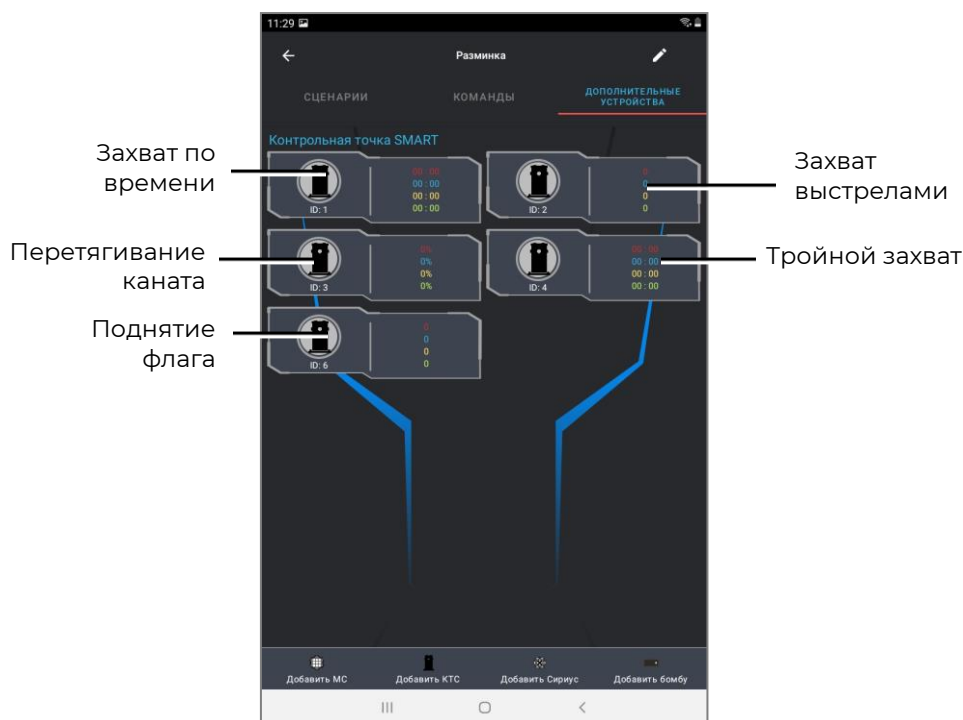 11:29
Разминка
СЦЕНАРИИ
КОМАНДЫ
ДОПОЛНИТЕЛЬНЫЕ
УСТРОЙСТВА
Контрольная точка SMART
Захват по
времени
ID: 1
00 : 00
00 : 00
00 : 00
00 : 00
ID: 2
0
0
0
0
Захват
выстрелами
Перетягивание
каната
ID: 3
0%
0%
0%
0%
ID: 4
00 : 00
00 : 00
00 : 00
00 : 00
Тройной захват
Поднятие
флага
ID: 6
0
0
0
0
Добавить МС
Добавить КТС
Добавить Сириус
Добавить бомбу